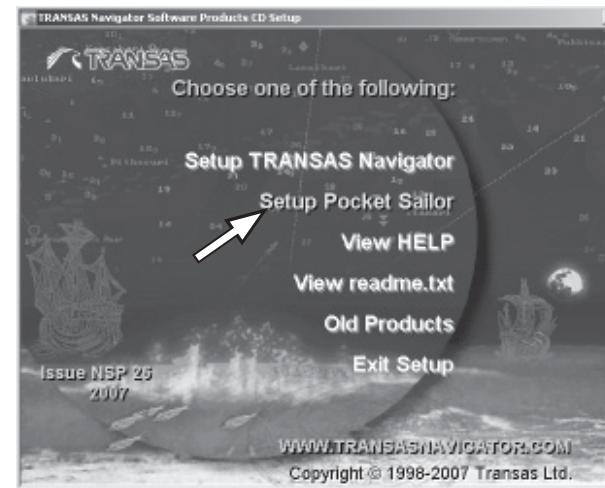 TRANSAS Navigator Software Products CD Setup
TRANSAS
Choose one of the following:
Setup TRANSAS Navigator
Setup Pocket Sailor
View HELP
View readme.txt
Old Products
Exit Setup
Issue NSP 25
2007
WWW.TRANSASNAVIGATOR.COM
Copyright © 1998-2007 Transas Ltd.